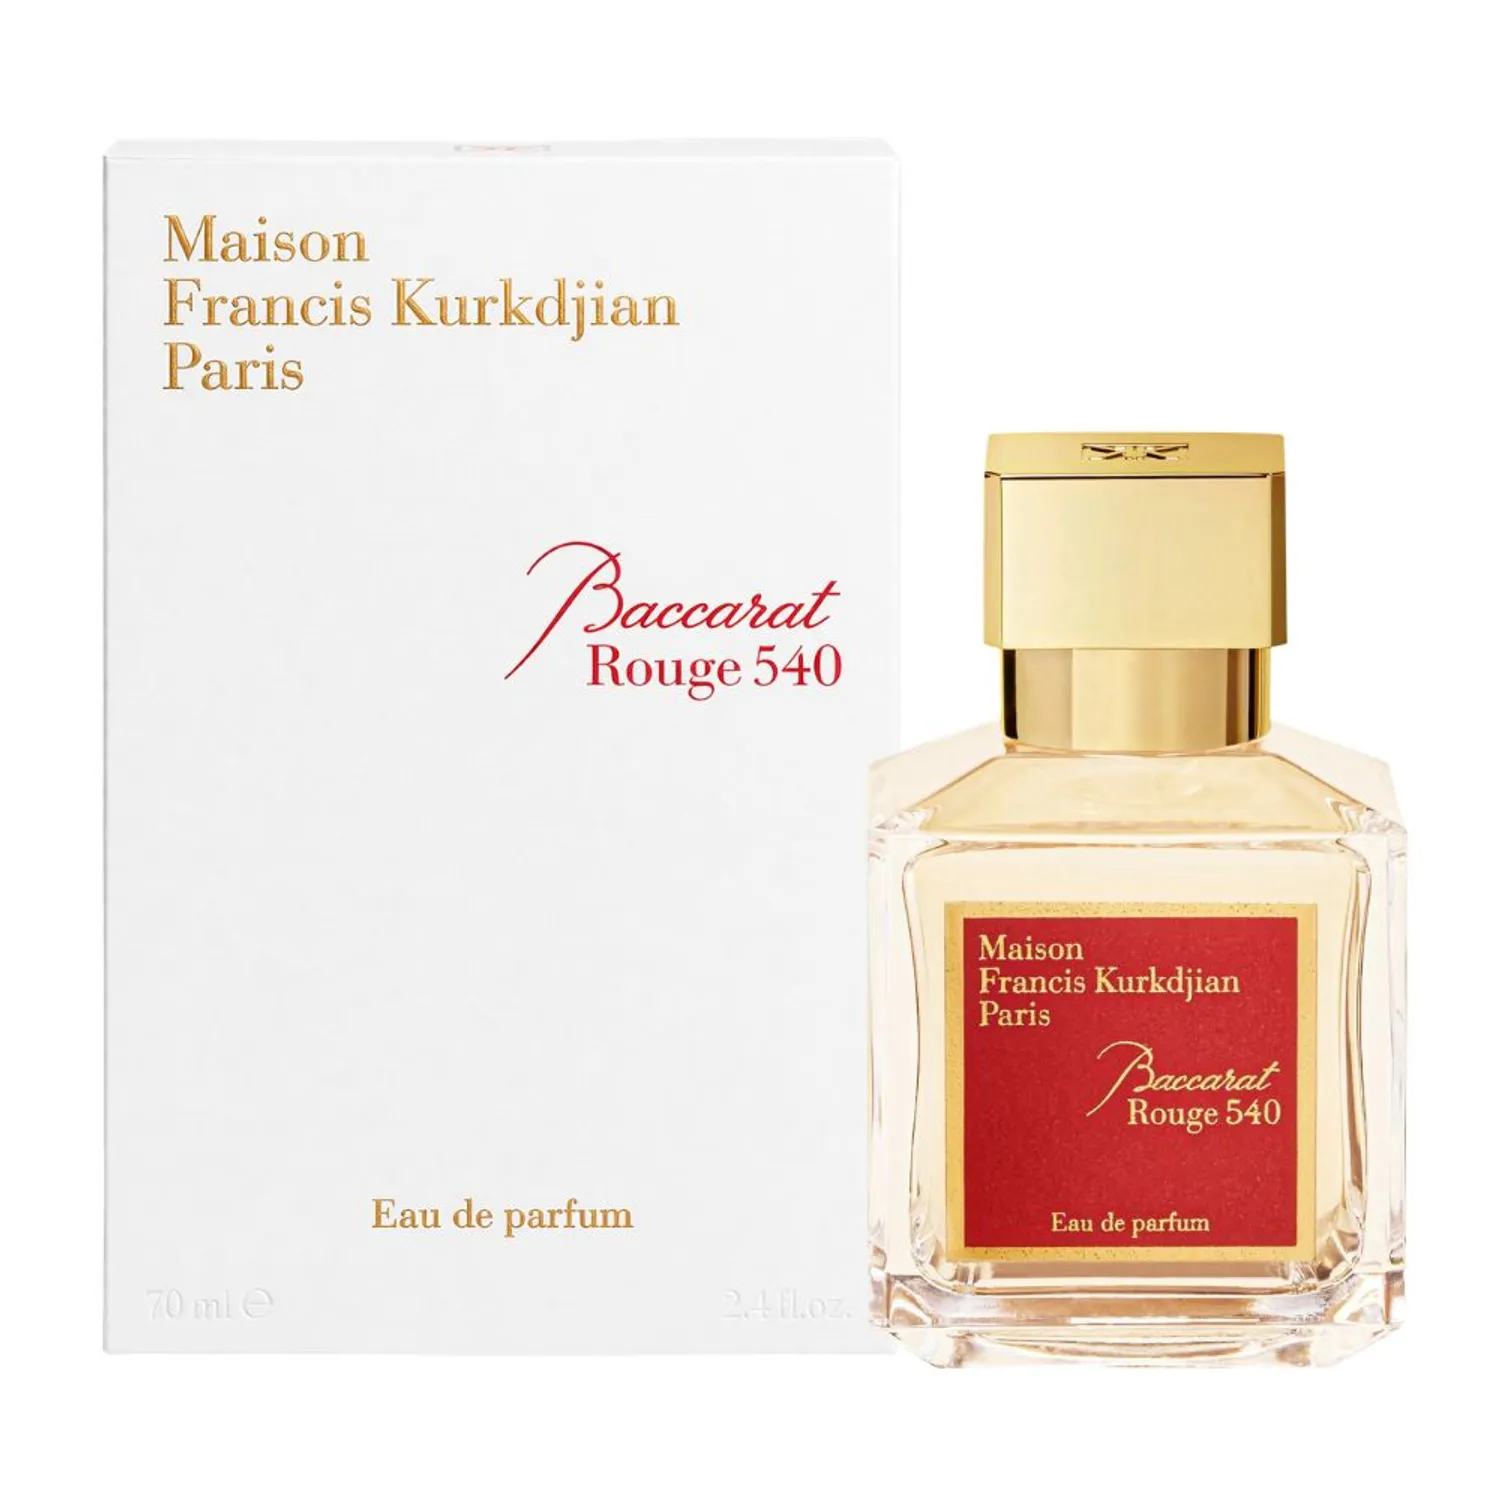 Maison
Francis Kurkdjian
Paris
Baccarat
Rouge 540
Eau de parfum
70 ml ℮
2.4 fl.oz.
Maison
Francis Kurkdjian
Paris
Baccarat
Rouge 540
Eau de parfum